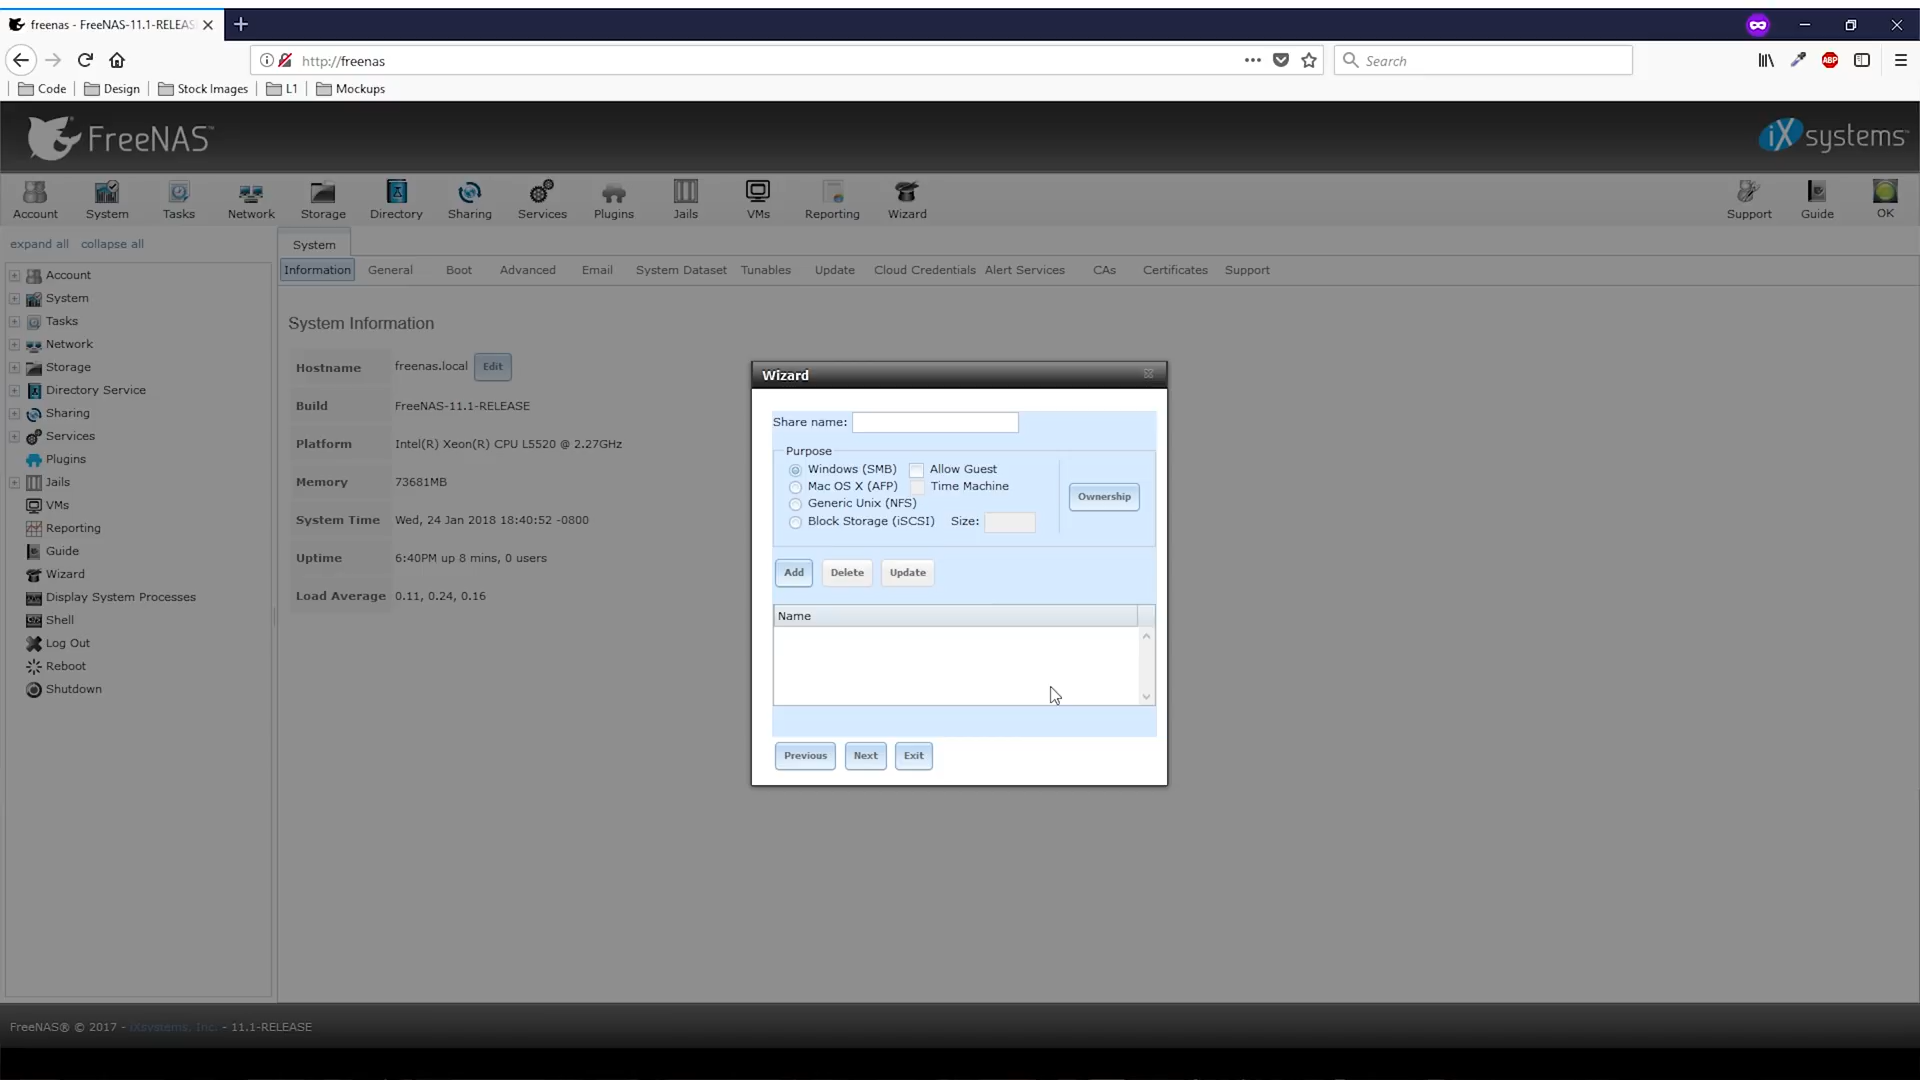 freenas - FreeNAS-11.1-RELEAS
http://freenas
Search
Code Design Stock Images L1 Mockups
FreeNAS™
iXsystems™
Account System Tasks Network Storage Directory Sharing Services Plugins Jails VMs Reporting Wizard Support Guide OK
expand all collapse all
System
Information General Boot Advanced Email System Dataset Tunables Update Cloud Credentials Alert Services CAs Certificates Support
Account
System
Tasks
Network
Storage
Directory Service
Sharing
Services
Plugins
Jails
VMs
Reporting
Guide
Wizard
Display System Processes
Shell
Log Out
Reboot
Shutdown
System Information
Hostname freenas.local Edit
Build FreeNAS-11.1-RELEASE
Platform Intel(R) Xeon(R) CPU L5520 @ 2.27GHz
Memory 73681MB
System Time Wed, 24 Jan 2018 18:40:52 -0800
Uptime 6:40PM up 8 mins, 0 users
Load Average 0.11, 0.24, 0.16
Wizard
Share name:
Purpose
Windows (SMB) Allow Guest
Mac OS X (AFP) Time Machine
Generic Unix (NFS)
Block Storage (iSCSI) Size:
Ownership
Add Delete Update
Name
Previous Next Exit
FreeNAS® © 2017 - iXsystems, Inc. - 11.1-RELEASE
ABP